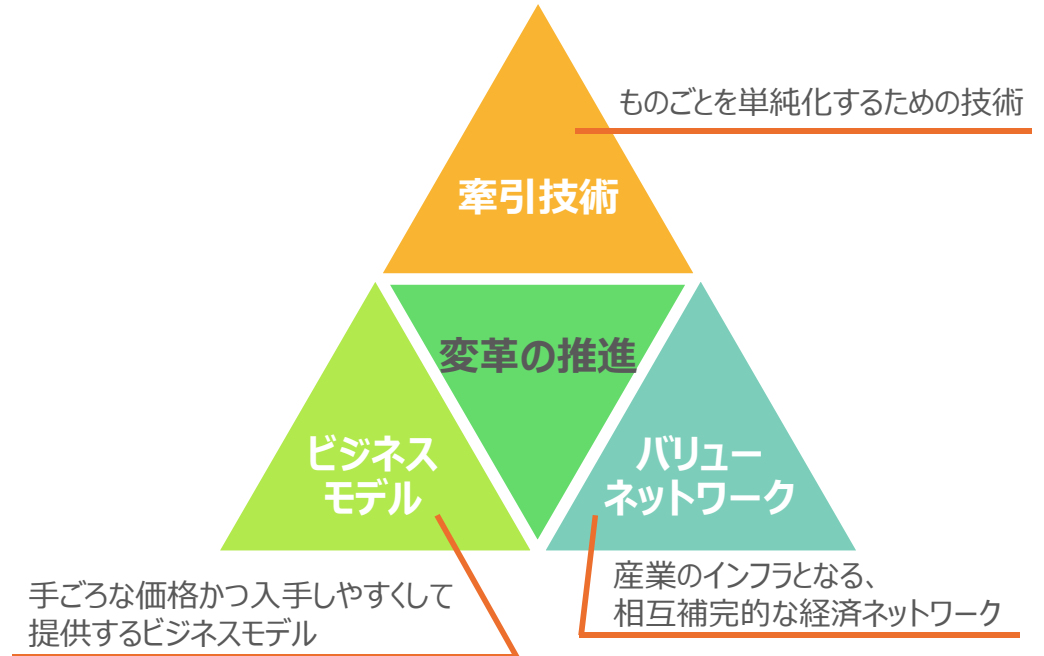 ものごとを単純化するための技術
牽引技術
変革の推進
ビジネス
モデル
バリュー
ネットワーク
手ごろな価格かつ入手しやすくして
提供するビジネスモデル
産業のインフラとなる、
相互補完的な経済ネットワーク